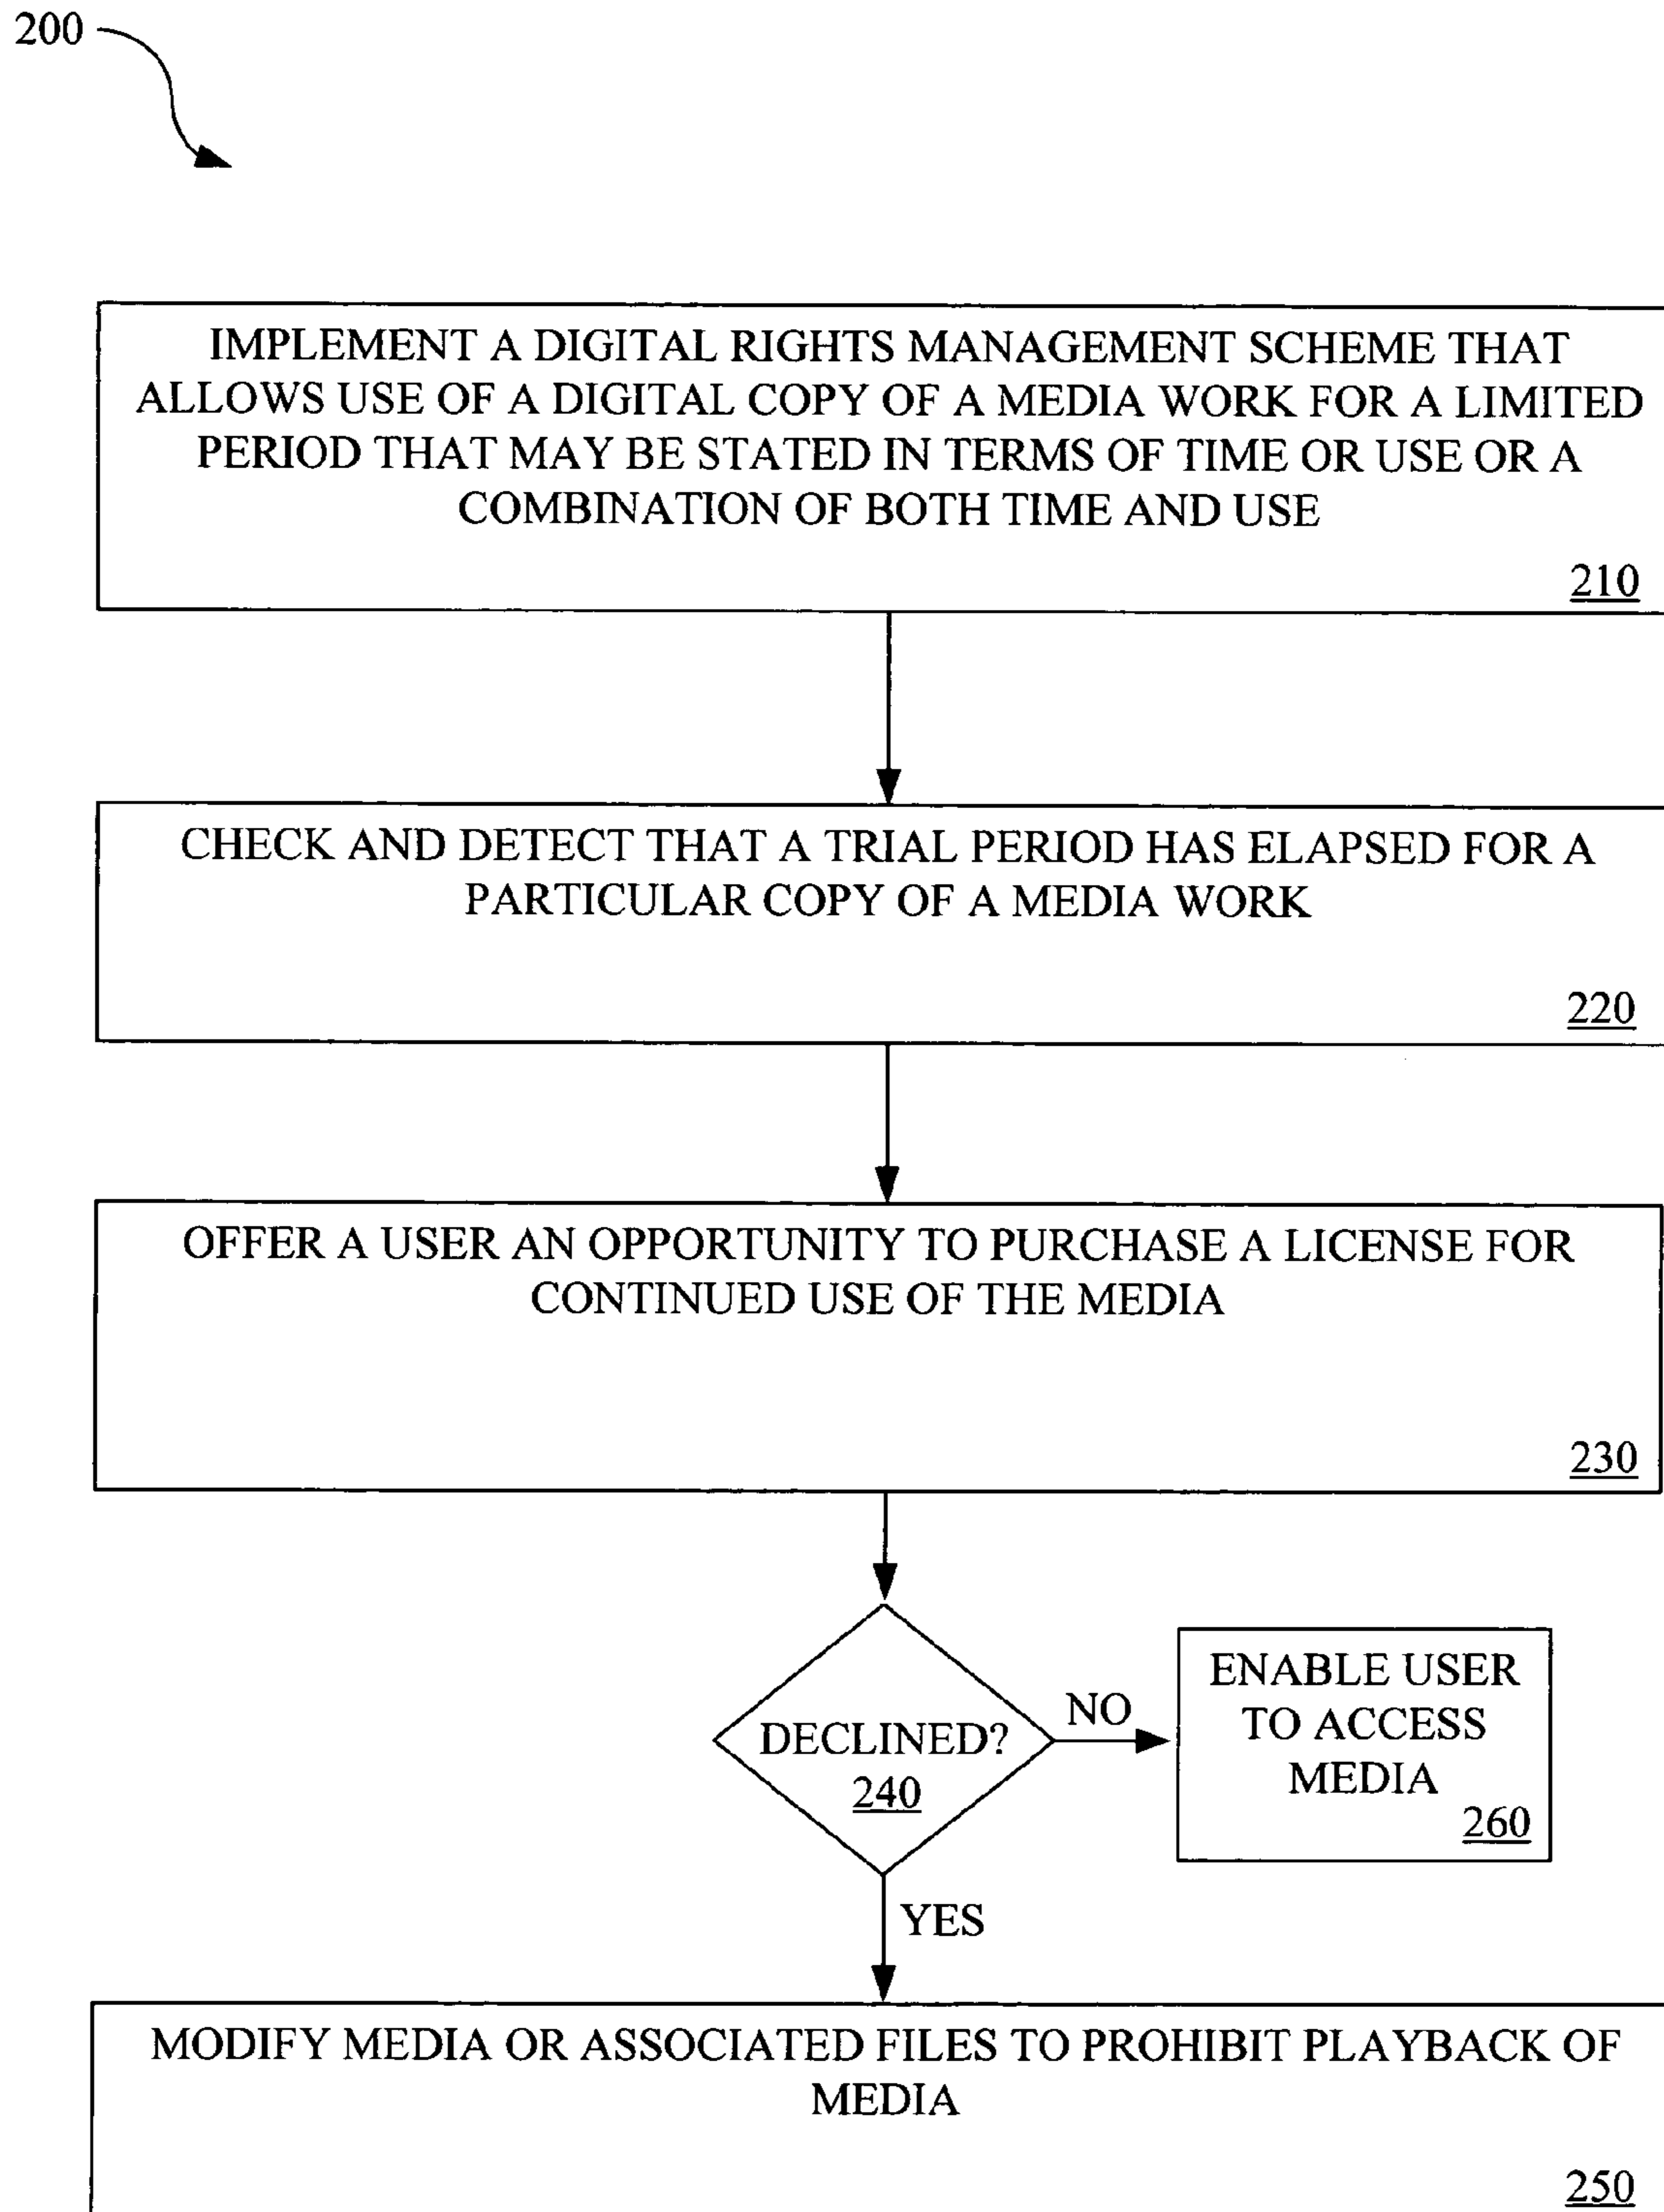 200
IMPLEMENT A DIGITAL RIGHTS MANAGEMENT SCHEME THAT
ALLOWS USE OF A DIGITAL COPY OF A MEDIA WORK FOR A LIMITED
PERIOD THAT MAY BE STATED IN TERMS OF TIME OR USE OR A
COMBINATION OF BOTH TIME AND USE
210
CHECK AND DETECT THAT A TRIAL PERIOD HAS ELAPSED FOR A
PARTICULAR COPY OF A MEDIA WORK
220
OFFER A USER AN OPPORTUNITY TO PURCHASE A LICENSE FOR
CONTINUED USE OF THE MEDIA
230
DECLINED?
240
NO
ENABLE USER
TO ACCESS
MEDIA
260
YES
MODIFY MEDIA OR ASSOCIATED FILES TO PROHIBIT PLAYBACK OF
MEDIA
250